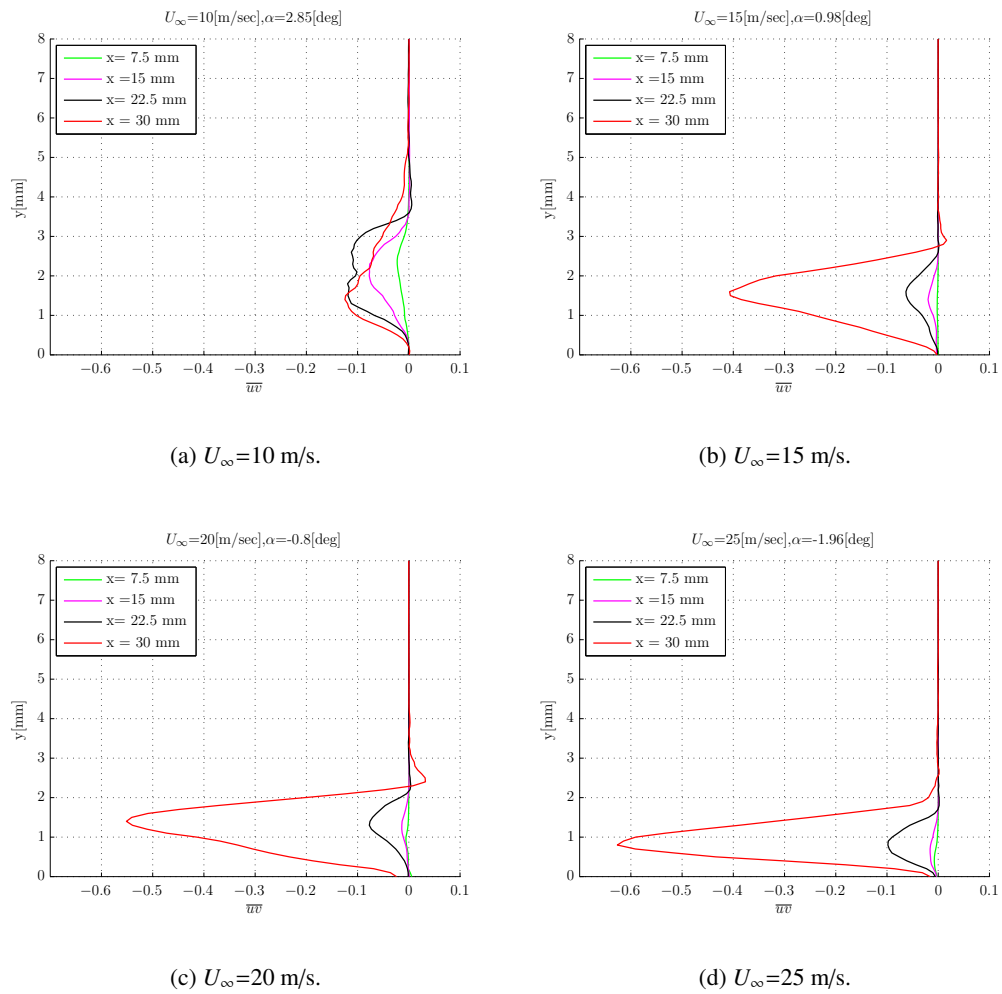 U∞=10[m/sec],α=2.85[deg]
8
7
6
5
4
3
2
1
0
y[mm]
x= 7.5 mm
x =15 mm
x= 22.5 mm
x = 30 mm
−0.6 −0.5 −0.4 −0.3 −0.2 −0.1 0 0.1
u̅v̅
(a) U∞=10 m/s.
U∞=15[m/sec],α=0.98[deg]
8
7
6
5
4
3
2
1
0
y[mm]
x= 7.5 mm
x =15 mm
x= 22.5 mm
x = 30 mm
−0.6 −0.5 −0.4 −0.3 −0.2 −0.1 0 0.1
u̅v̅
(b) U∞=15 m/s.
U∞=20[m/sec],α=-0.8[deg]
8
7
6
5
4
3
2
1
0
y[mm]
x= 7.5 mm
x =15 mm
x= 22.5 mm
x = 30 mm
−0.6 −0.5 −0.4 −0.3 −0.2 −0.1 0 0.1
u̅v̅
(c) U∞=20 m/s.
U∞=25[m/sec],α=-1.96[deg]
8
7
6
5
4
3
2
1
0
y[mm]
x= 7.5 mm
x =15 mm
x= 22.5 mm
x = 30 mm
−0.6 −0.5 −0.4 −0.3 −0.2 −0.1 0 0.1
u̅v̅
(d) U∞=25 m/s.